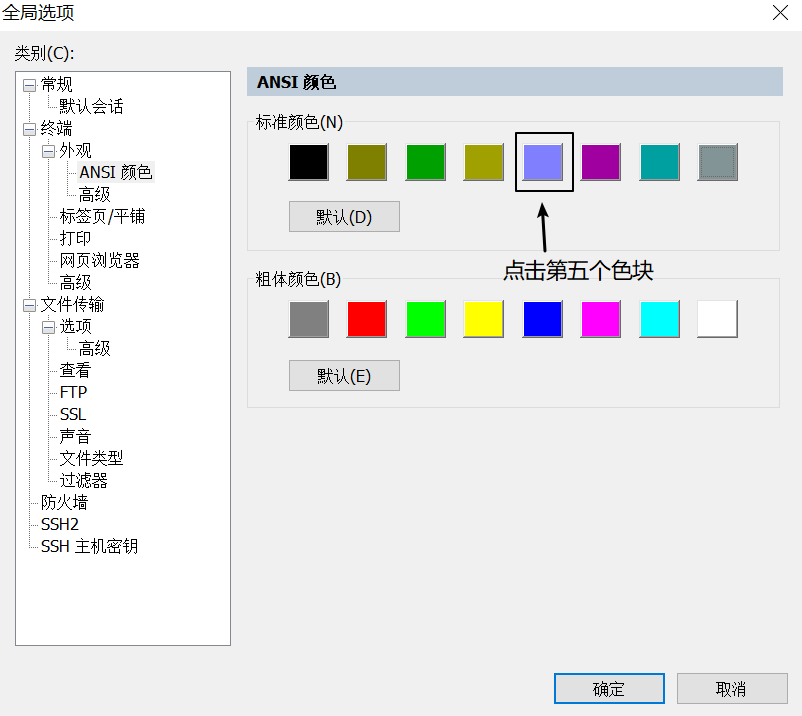 全局选项
类别(C):
常规
默认会话
终端
外观
ANSI 颜色
高级
标签页/平铺
打印
网页浏览器
高级
文件传输
选项
高级
查看
FTP
SSL
声音
文件类型
过滤器
防火墙
SSH2
SSH 主机密钥
ANSI 颜色
标准颜色(N)
默认(D)
点击第五个色块
粗体颜色(B)
默认(E)
确定
取消